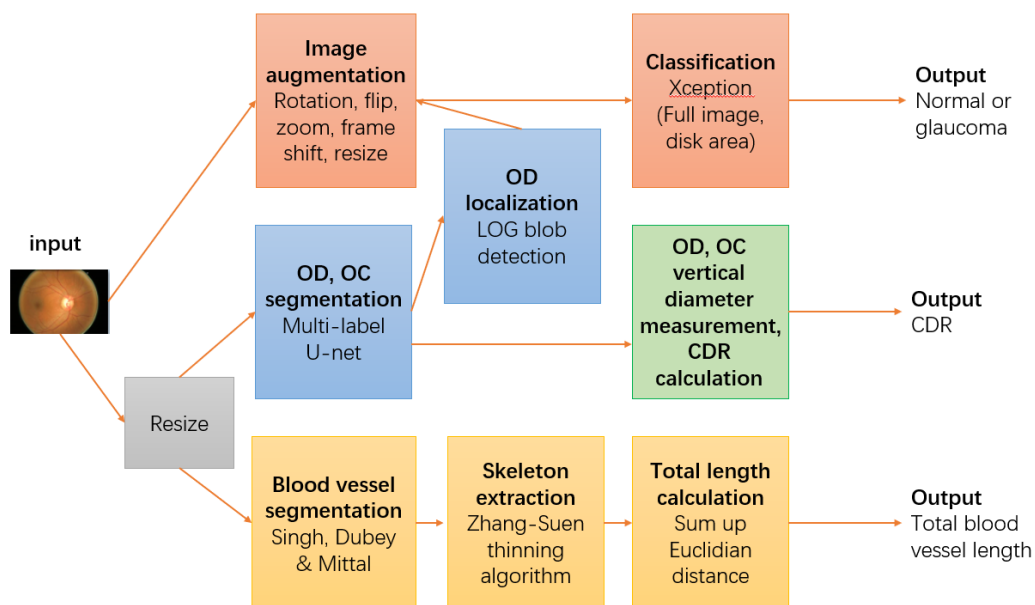 Image
augmentation
Rotation, flip,
zoom, frame
shift, resize
Classification
Xception
(Full image,
disk area)
Output
Normal or
glaucoma
OD
localization
LOG blob
detection
input
OD, OC
segmentation
Multi-label
U-net
OD, OC
vertical
diameter
measurement,
CDR
calculation
Output
CDR
Resize
Blood vessel
segmentation
Singh, Dubey
& Mittal
Skeleton
extraction
Zhang-Suen
thinning
algorithm
Total length
calculation
Sum up
Euclidian
distance
Output
Total blood
vessel length